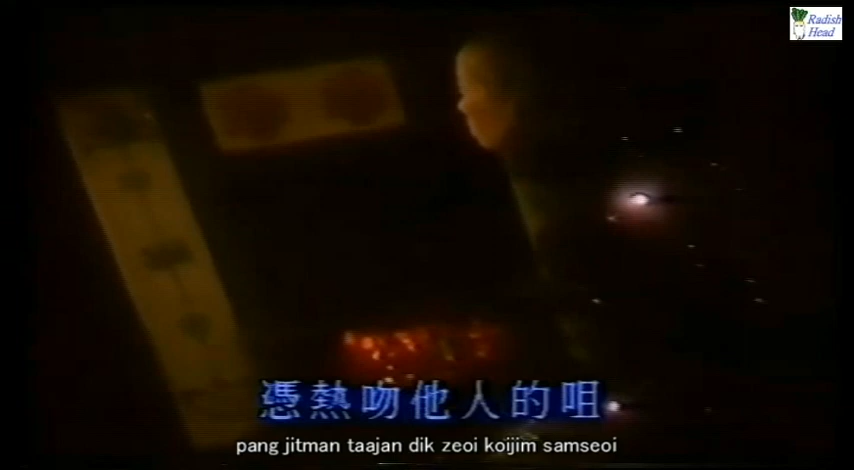 Radish
Head
憑熱吻他人的咀
pang jitman taajan dik zeoi koijim samseoi